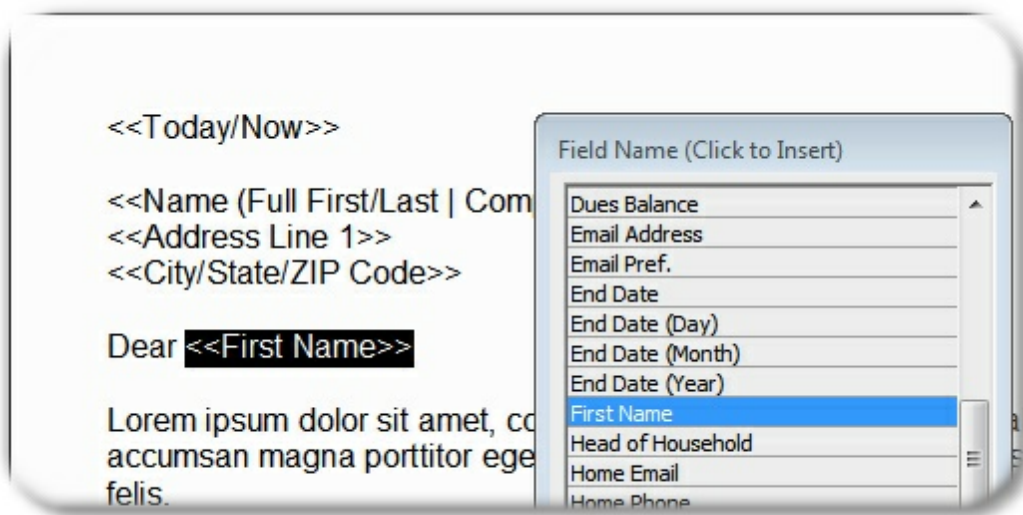 <<Today/Now>>
<<Name (Full First/Last | Com
<<Address Line 1>>
<<City/State/ZIP Code>>
Dear <<First Name>>
Lorem ipsum dolor sit amet, co
accumsan magna porttitor ege
felis.
Field Name (Click to Insert)
Dues Balance
Email Address
Email Pref.
End Date
End Date (Day)
End Date (Month)
End Date (Year)
First Name
Head of Household
Home Email
Home Phone